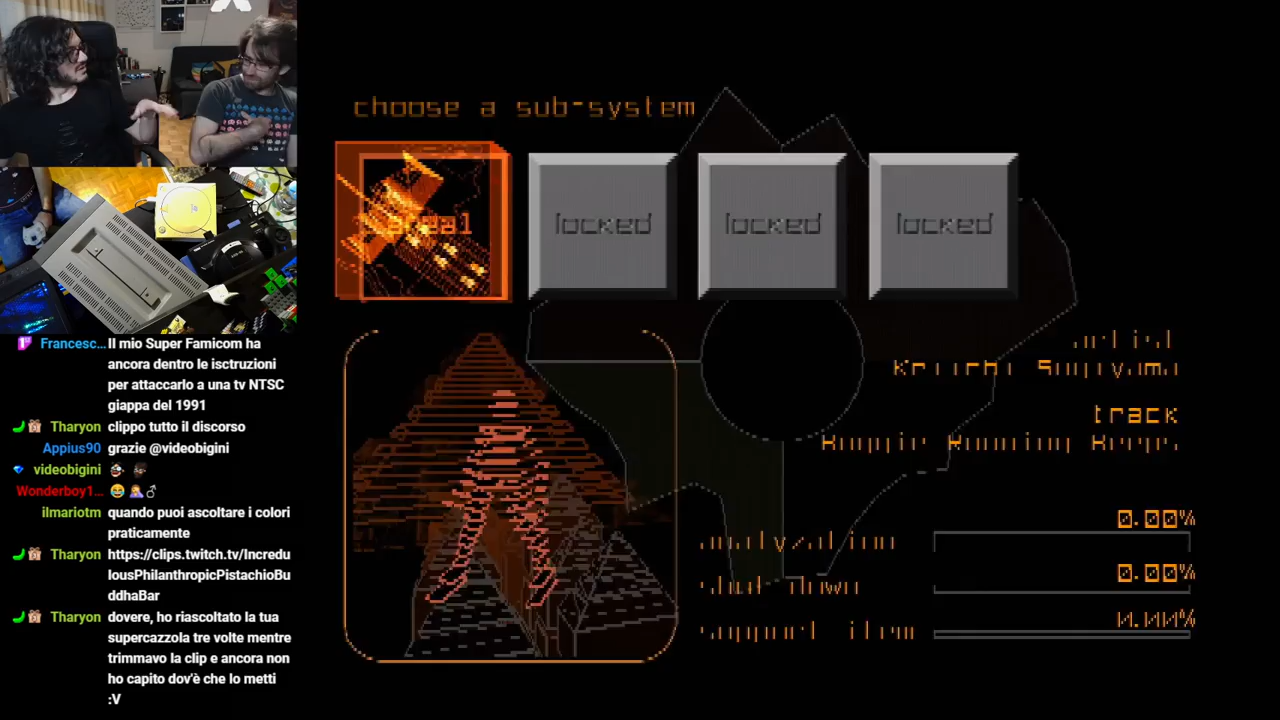 choose a sub-system
locked
locked
locked
track
0.00%
0.00%
Francesc... Il mio Super Famicom ha
ancora dentro le isctruzioni
per attaccarlo a una tv NTSC
giappa del 1991
Tharyon clippo tutto il discorso
Appius90 grazie @videobigini
videobigini
Wonderboy1...
ilmariotm quando puoi ascoltare i colori
praticamente
Tharyon https://clips.twitch.tv/Incredu
lousPhilanthropicPistachioBu
ddhaBar
Tharyon dovere, ho riascoltato la tua
supercazzola tre volte mentre
trimmavo la clip e ancora non
ho capito dov'è che lo metti
:V